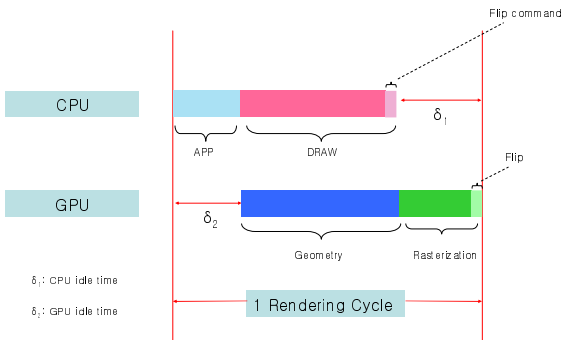 Flip command
CPU
δ1
APP
DRAW
Flip
GPU
δ2
Geometry
Rasterization
δ1: CPU idle time
1 Rendering Cycle
δ2: GPU idle time